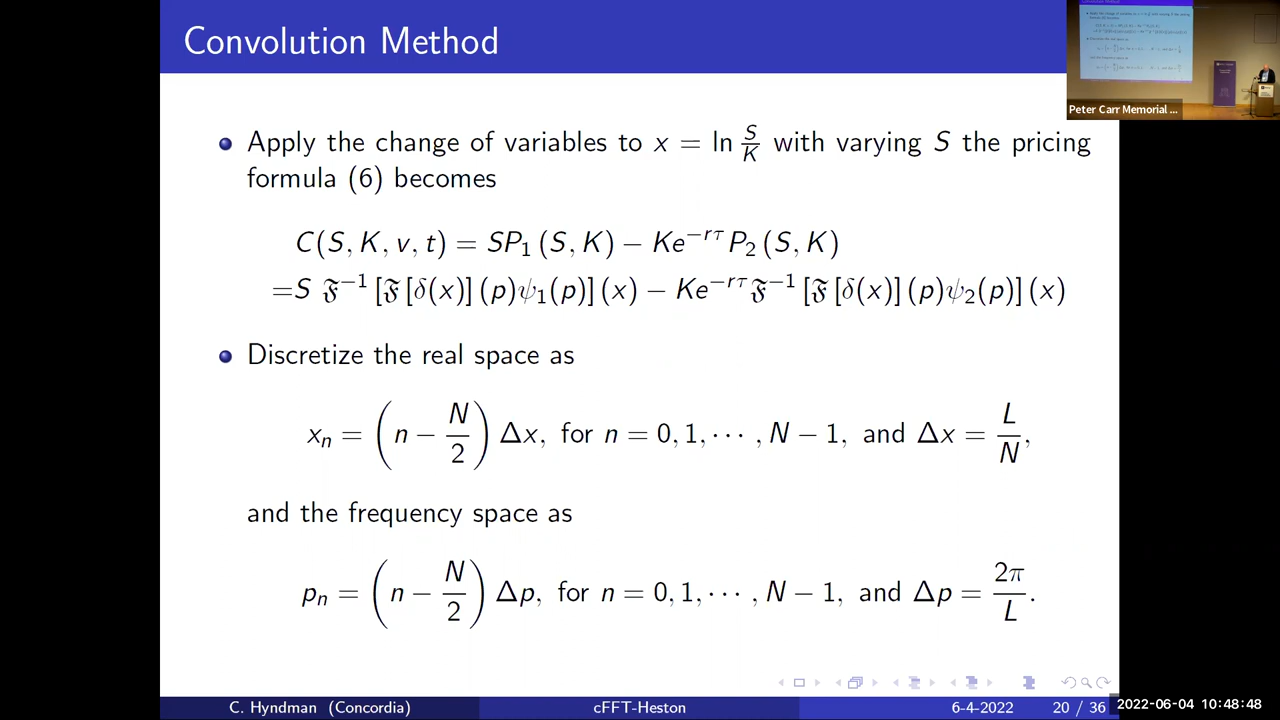 Convolution Method
Apply the change of variables to x = ln S/K with varying S the pricing
formula (6) becomes
C(S, K, v, t) = SP₁ (S, K) − Ke^{−rτ} P₂ (S, K)
=S 𝔉⁻¹ [𝔉 [δ(x)] (p)ψ₁(p)] (x) − Ke^{−rτ} 𝔉⁻¹ [𝔉 [δ(x)] (p)ψ₂(p)] (x)
Discretize the real space as
xₙ = (n − N/2) Δx, for n = 0, 1, ⋯ , N − 1, and Δx = L/N,
and the frequency space as
pₙ = (n − N/2) Δp, for n = 0, 1, ⋯ , N − 1, and Δp = 2π/L.
C. Hyndman (Concordia) cFFT-Heston 6-4-2022 20 / 36
Peter Carr Memorial ...
2022-06-04 10:48:48